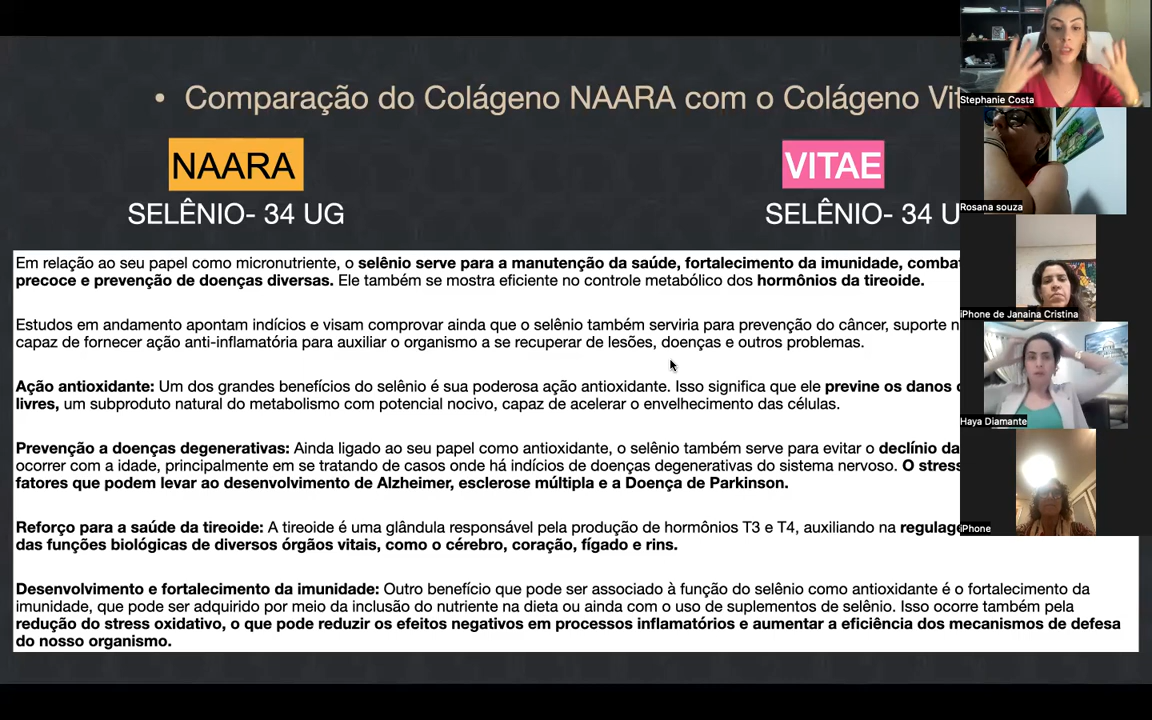 • Comparação do Colágeno NAARA com o Colágeno
NAARA
VITAE
SELÊNIO- 34 UG
SELÊNIO- 34
Em relação ao seu papel como micronutriente, o selênio serve para a manutenção da saúde, fortalecimento da imunidade,
precoce e prevenção de doenças diversas. Ele também se mostra eficiente no controle metabólico dos hormônios da tireoide.
Estudos em andamento apontam indícios e visam comprovar ainda que o selênio também serviria para prevenção do câncer, suporte
capaz de fornecer ação anti-inflamatória para auxiliar o organismo a se recuperar de lesões, doenças e outros problemas.
Ação antioxidante: Um dos grandes benefícios do selênio é sua poderosa ação antioxidante. Isso significa que ele previne os danos
livres, um subproduto natural do metabolismo com potencial nocivo, capaz de acelerar o envelhecimento das células.
Prevenção a doenças degenerativas: Ainda ligado ao seu papel como antioxidante, o selênio também serve para evitar o declínio
ocorrer com a idade, principalmente em se tratando de casos onde há indícios de doenças degenerativas do sistema nervoso. O
fatores que podem levar ao desenvolvimento de Alzheimer, esclerose múltipla e a Doença de Parkinson.
Reforço para a saúde da tireoide: A tireoide é uma glândula responsável pela produção de hormônios T3 e T4, auxiliando na
das funções biológicas de diversos órgãos vitais, como o cérebro, coração, fígado e rins.
Desenvolvimento e fortalecimento da imunidade: Outro benefício que pode ser associado à função do selênio como antioxidante é o fortalecimento da
imunidade, que pode ser adquirido por meio da inclusão do nutriente na dieta ou ainda com o uso de suplementos de selênio. Isso ocorre também pela
redução do stress oxidativo, o que pode reduzir os efeitos negativos em processos inflamatórios e aumentar a eficiência dos mecanismos de defesa
do nosso organismo.
Stephanie Costa
Rosana souza
iPhone de Janaina Cristina
Haya Diamante
iPhone